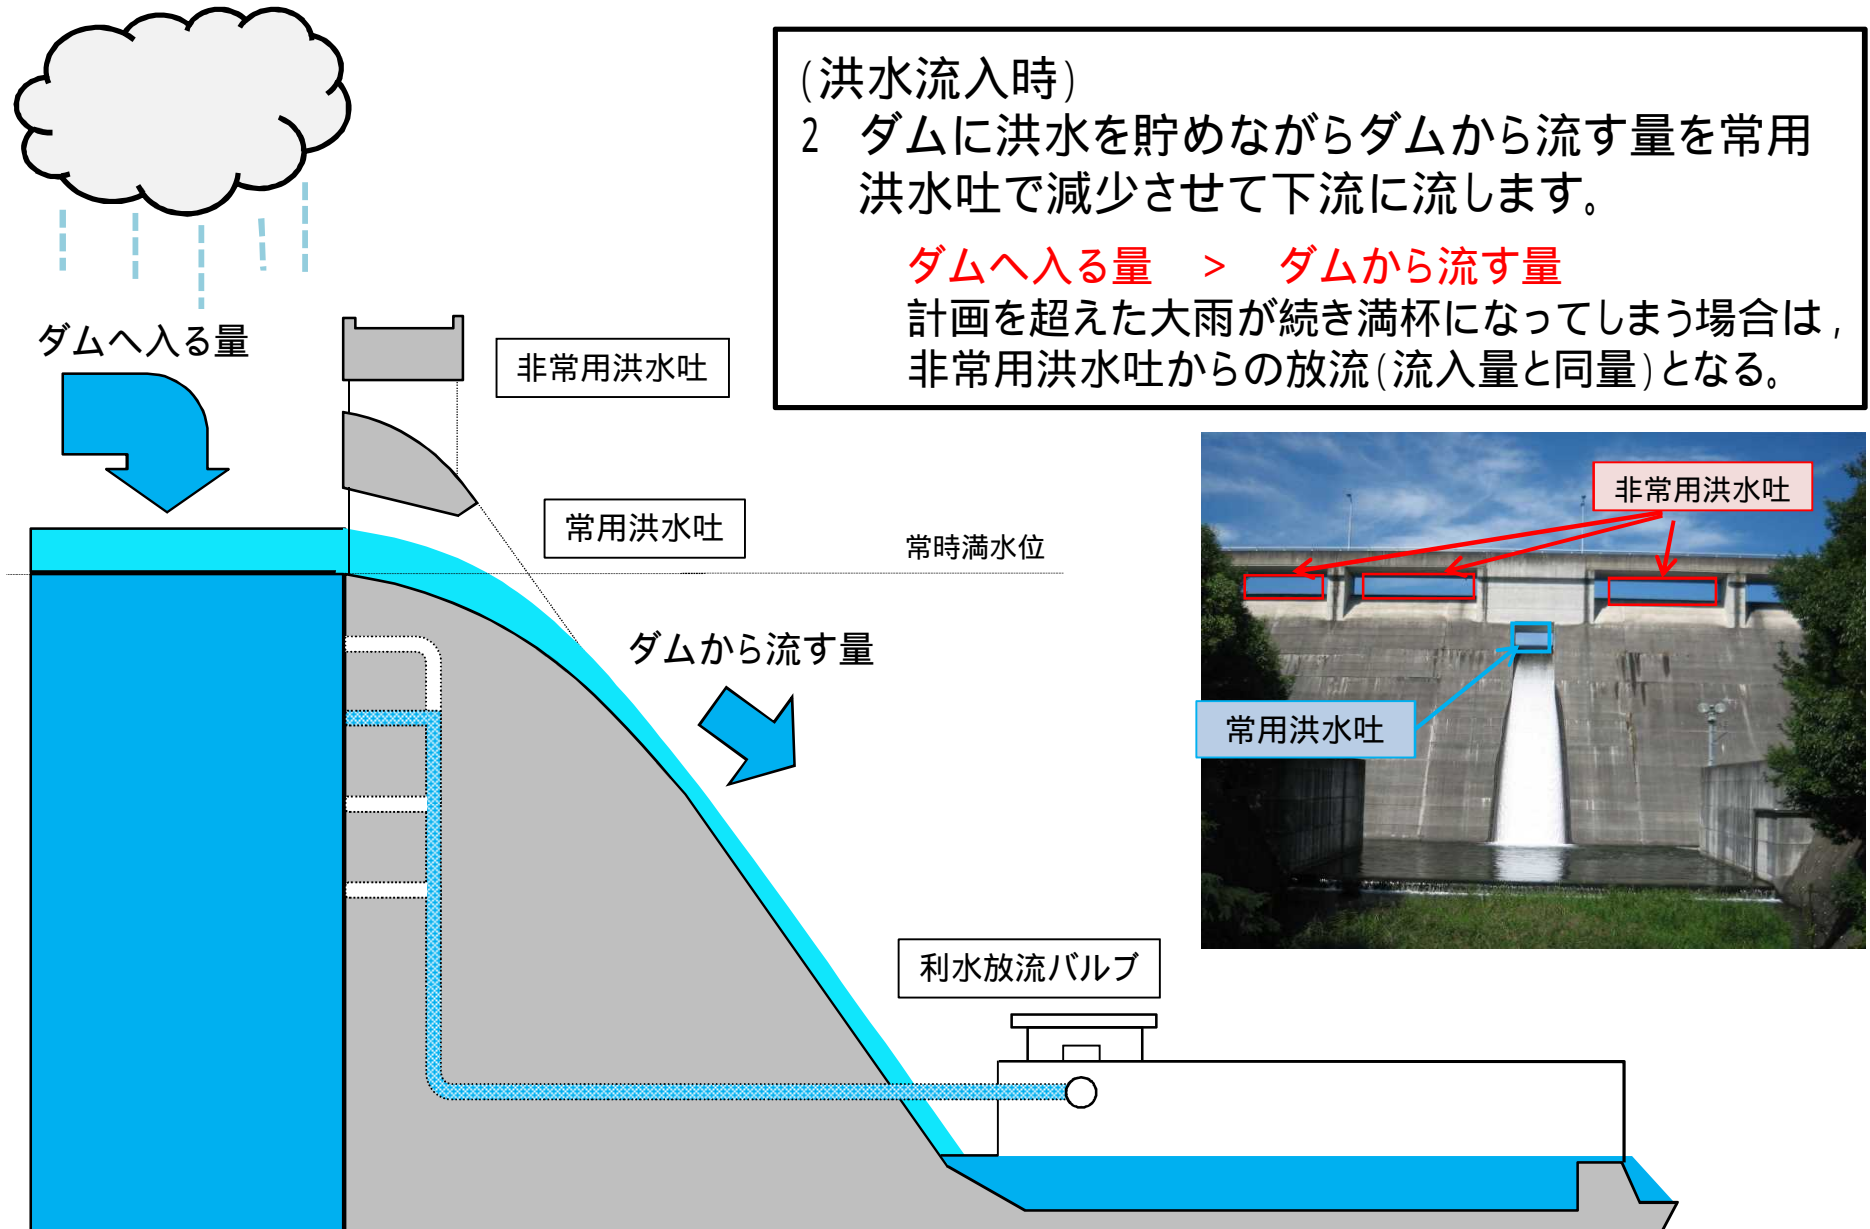 (洪水流入時)
2 ダムに洪水を貯めながらダムから流す量を常用
洪水吐で減少させて下流に流します。
ダムへ入る量 > ダムから流す量
計画を超えた大雨が続き満杯になってしまう場合は,
非常用洪水吐からの放流(流入量と同量)となる。
ダムへ入る量
非常用洪水吐
常用洪水吐
常時満水位
ダムから流す量
利水放流バルブ
非常用洪水吐
常用洪水吐